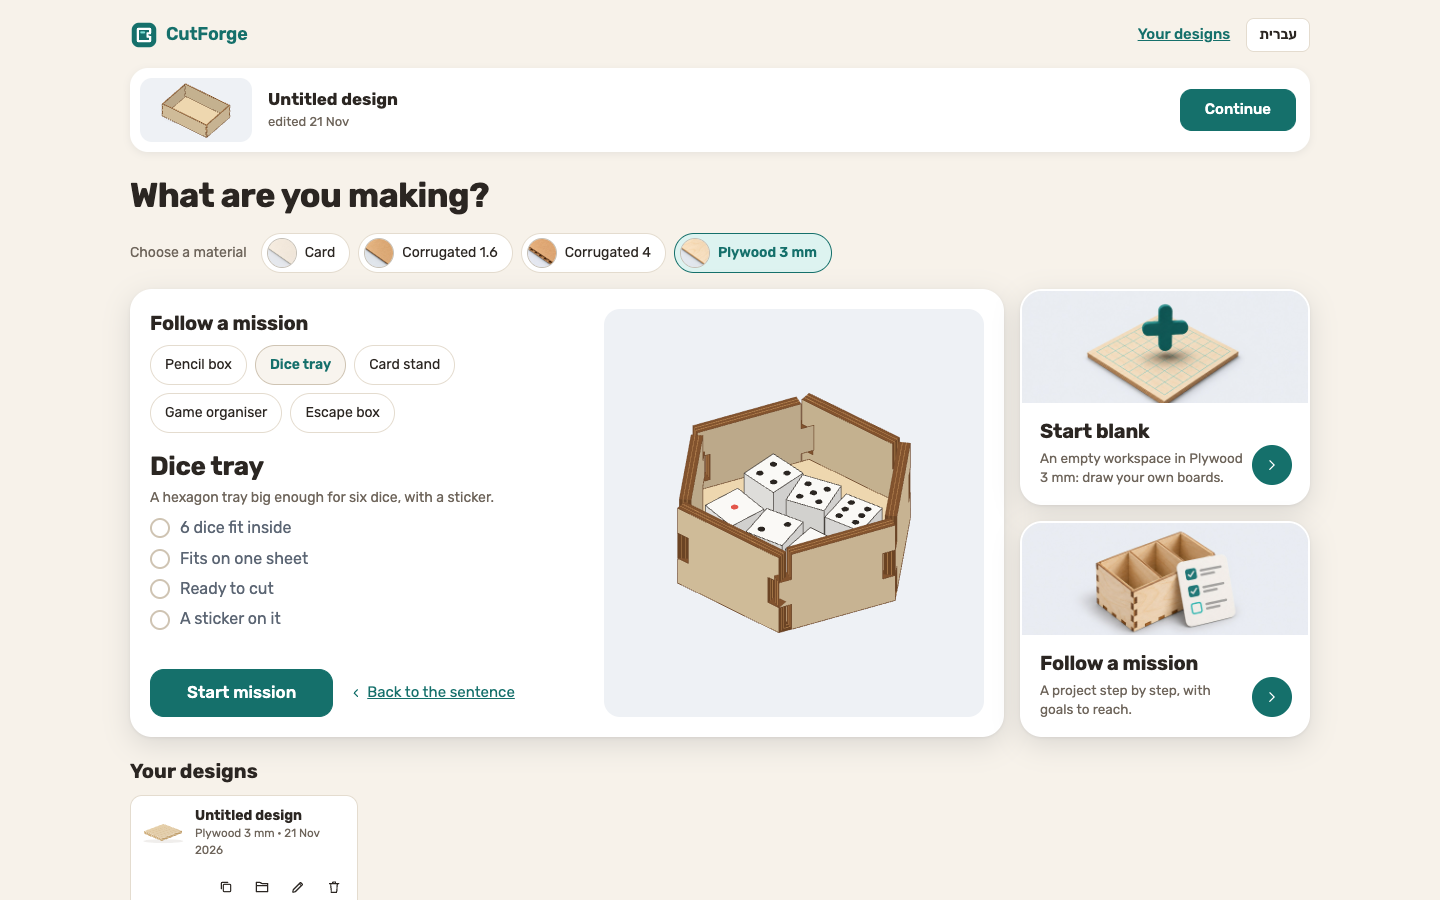 CutForge
Your designs
עברית
Untitled design
edited 21 Nov
Continue
What are you making?
Choose a material
Card
Corrugated 1.6
Corrugated 4
Plywood 3 mm
Follow a mission
Pencil box
Dice tray
Card stand
Game organiser
Escape box
Dice tray
A hexagon tray big enough for six dice, with a sticker.
6 dice fit inside
Fits on one sheet
Ready to cut
A sticker on it
Start mission
Back to the sentence
Start blank
An empty workspace in Plywood
3 mm: draw your own boards.
Follow a mission
A project step by step, with
goals to reach.
Your designs
Untitled design
Plywood 3 mm • 21 Nov
2026